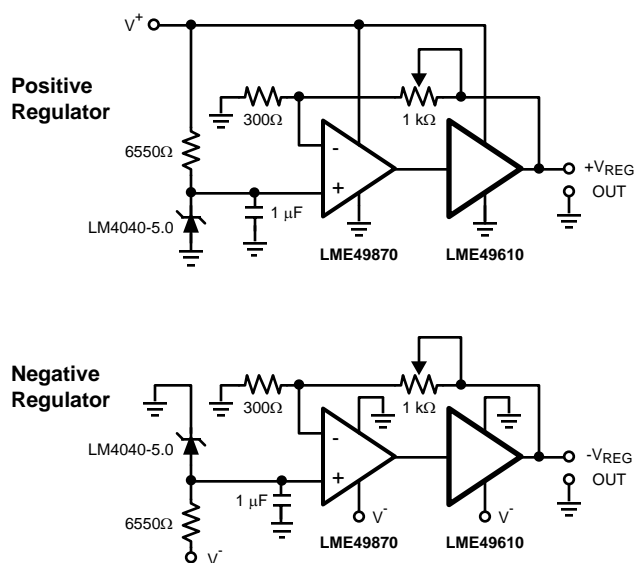 V+
Positive
Regulator
300Ω
1 kΩ
6550Ω
-
+
+VREG
OUT
LM4040-5.0
1 μF
LME49870
LME49610
Negative
Regulator
300Ω
1 kΩ
LM4040-5.0
-
+
-VREG
OUT
1 μF
6550Ω
V-
V-
V-
LME49870
LME49610